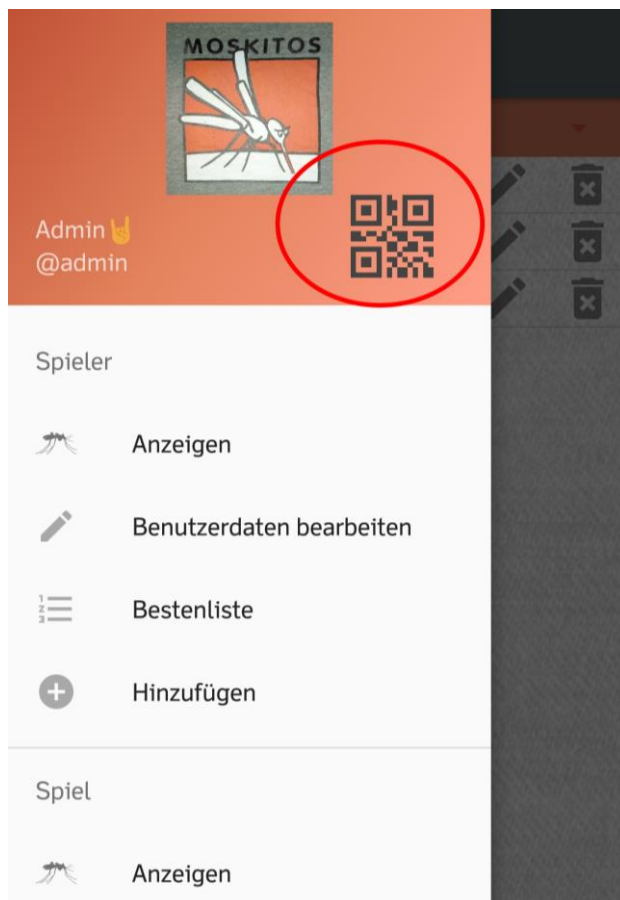 MOSKITOS
Admin🤘
@admin
Spieler
Anzeigen
Benutzerdaten bearbeiten
Bestenliste
Hinzufügen
Spiel
Anzeigen